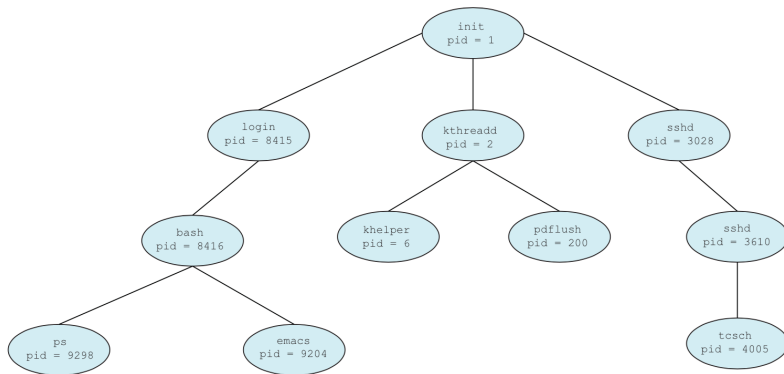 init
pid = 1
login
pid = 8415
kthreadd
pid = 2
sshd
pid = 3028
bash
pid = 8416
khelper
pid = 6
pdflush
pid = 200
sshd
pid = 3610
ps
pid = 9298
emacs
pid = 9204
tcsch
pid = 4005